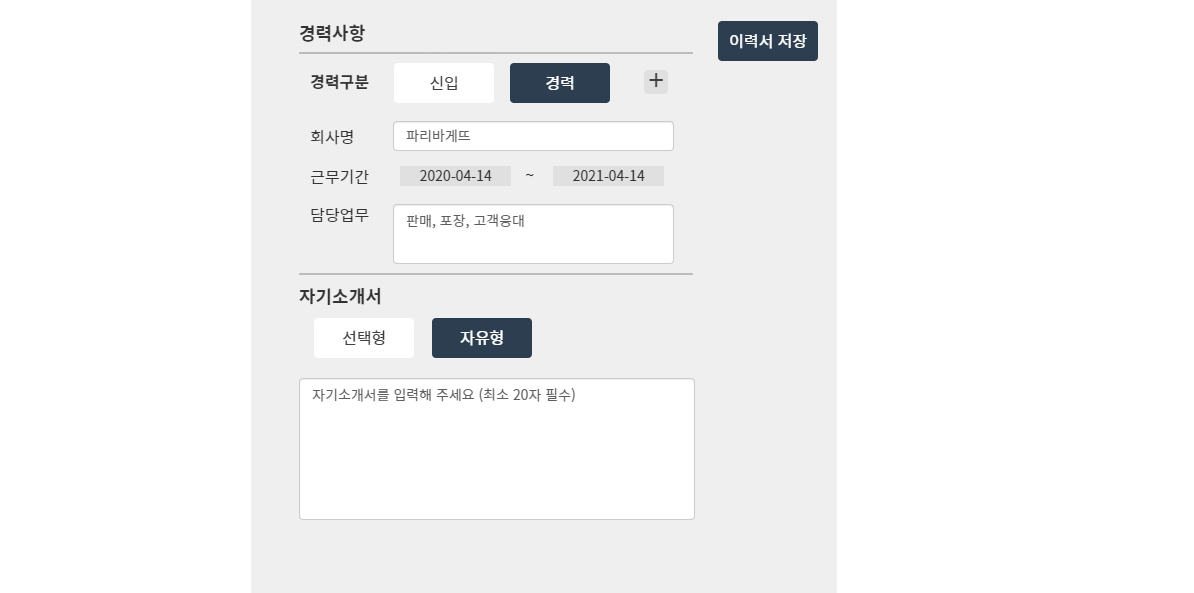 경력사항
이력서 저장
경력구분 신입 경력 +
회사명 파리바게뜨
근무기간 2020-04-14 ~ 2021-04-14
담당업무 판매, 포장, 고객응대
자기소개서
선택형 자유형
자기소개서를 입력해 주세요 (최소 20자 필수)